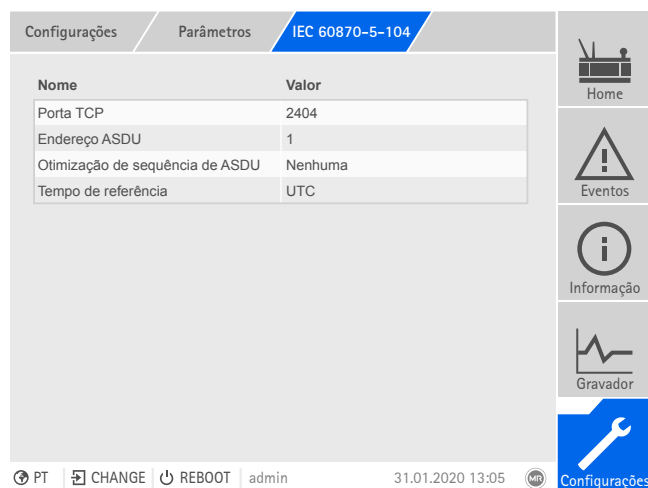 Configurações Parâmetros IEC 60870-5-104
Nome Valor
Porta TCP 2404
Endereço ASDU 1
Otimização de sequência de ASDU Nenhuma
Tempo de referência UTC
Home
Eventos
Informação
Gravador
Configurações
PT CHANGE REBOOT admin 31.01.2020 13:05 MR